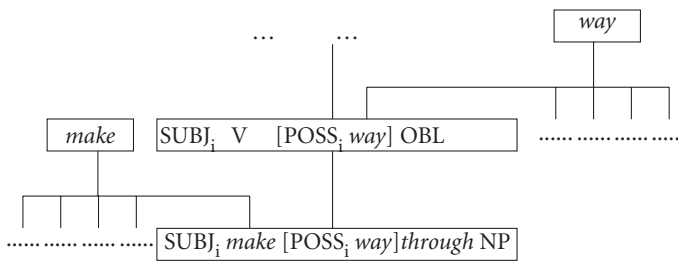 way
… …
make
SUBJi V [POSSi way] OBL
...... ...... ...... ......
...... ...... ...... ......
SUBJi make [POSSi way] through NP